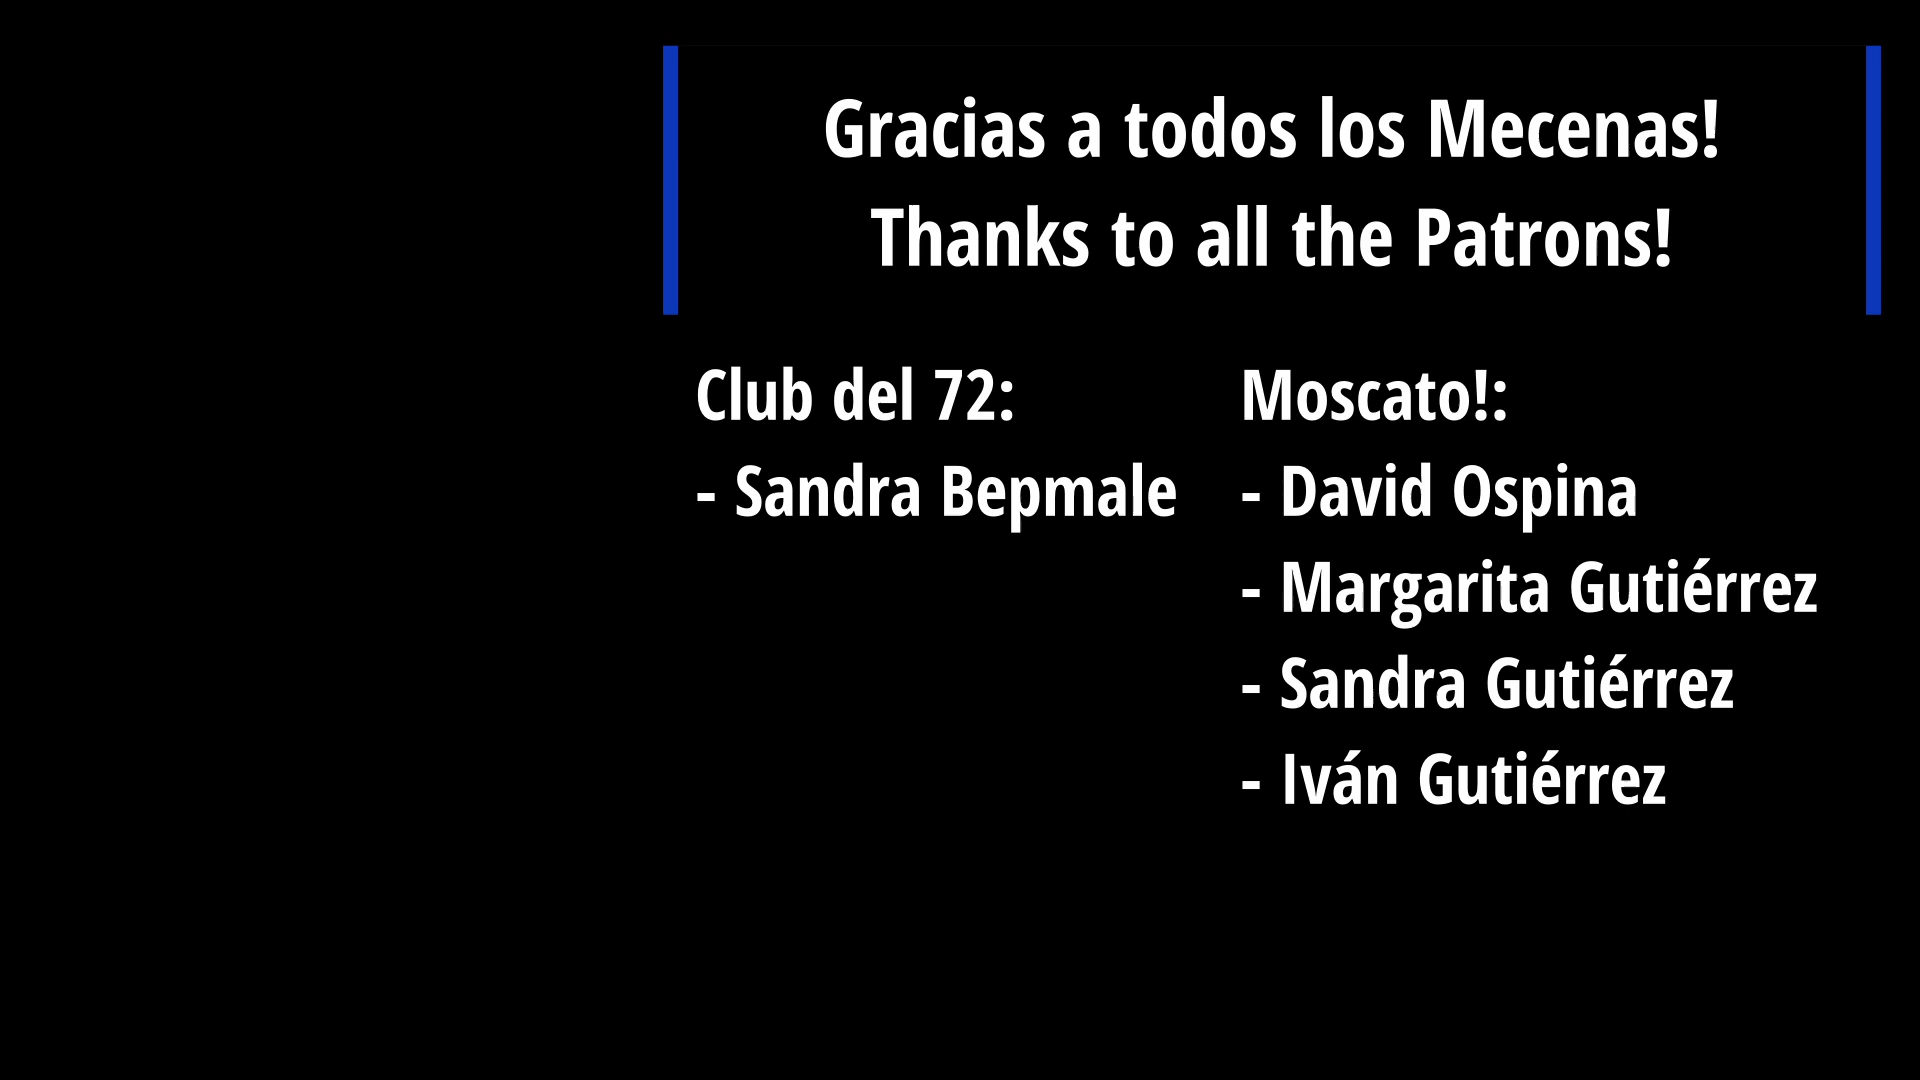 Gracias a todos los Mecenas!
Thanks to all the Patrons!
Club del 72:
- Sandra Bepmale
Moscato!:
- David Ospina
- Margarita Gutiérrez
- Sandra Gutiérrez
- Iván Gutiérrez